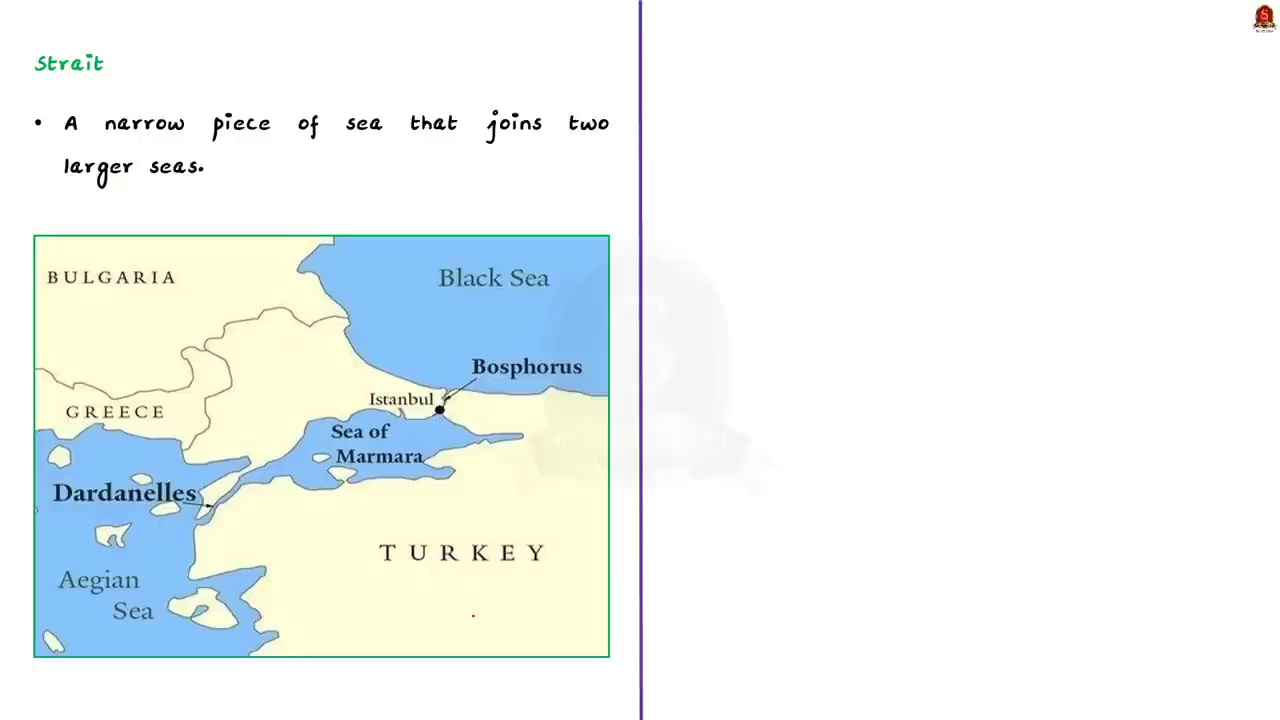 Strait
• A narrow piece of sea that joins two
larger seas.
BULGARIA
Black Sea
Bosphorus
Istanbul
GREECE
Sea of
Marmara
Dardanelles
TURKEY
Aegian
Sea